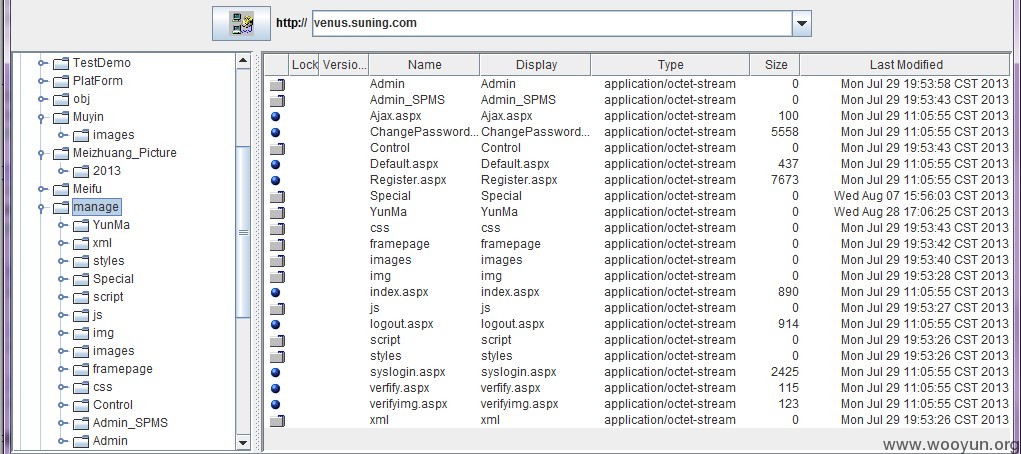 http:// venus.suning.com
TestDemo
PlatForm
obj
Muyin
images
Meizhuang_Picture
2013
Meifu
manage
YunMa
xml
styles
Special
script
js
img
images
framepage
css
Control
Admin_SPMS
Admin
Lock Versio... Name Display Type Size Last Modified
Admin Admin application/octet-stream 0 Mon Jul 29 19:53:58 CST 2013
Admin_SPMS Admin_SPMS application/octet-stream 0 Mon Jul 29 19:53:43 CST 2013
Ajax.aspx Ajax.aspx application/octet-stream 100 Mon Jul 29 11:05:55 CST 2013
ChangePassword... ChangePassword... application/octet-stream 5558 Mon Jul 29 11:05:55 CST 2013
Control Control application/octet-stream 0 Mon Jul 29 19:53:43 CST 2013
Default.aspx Default.aspx application/octet-stream 437 Mon Jul 29 11:05:55 CST 2013
Register.aspx Register.aspx application/octet-stream 7673 Mon Jul 29 11:05:55 CST 2013
Special Special application/octet-stream 0 Wed Aug 07 15:56:03 CST 2013
YunMa YunMa application/octet-stream 0 Wed Aug 28 17:06:25 CST 2013
css css application/octet-stream 0 Mon Jul 29 19:53:43 CST 2013
framepage framepage application/octet-stream 0 Mon Jul 29 19:53:42 CST 2013
images images application/octet-stream 0 Mon Jul 29 19:53:40 CST 2013
img img application/octet-stream 0 Mon Jul 29 19:53:28 CST 2013
index.aspx index.aspx application/octet-stream 890 Mon Jul 29 11:05:55 CST 2013
js js application/octet-stream 0 Mon Jul 29 19:53:27 CST 2013
logout.aspx logout.aspx application/octet-stream 914 Mon Jul 29 11:05:55 CST 2013
script script application/octet-stream 0 Mon Jul 29 19:53:26 CST 2013
styles styles application/octet-stream 0 Mon Jul 29 19:53:26 CST 2013
syslogin.aspx syslogin.aspx application/octet-stream 2425 Mon Jul 29 11:05:55 CST 2013
verfify.aspx verfify.aspx application/octet-stream 115 Mon Jul 29 11:05:55 CST 2013
verifyimg.aspx verifyimg.aspx application/octet-stream 123 Mon Jul 29 11:05:55 CST 2013
xml xml application/octet-stream 0 Mon Jul 29 19:53:26 CST 2013
www.wooyun.org